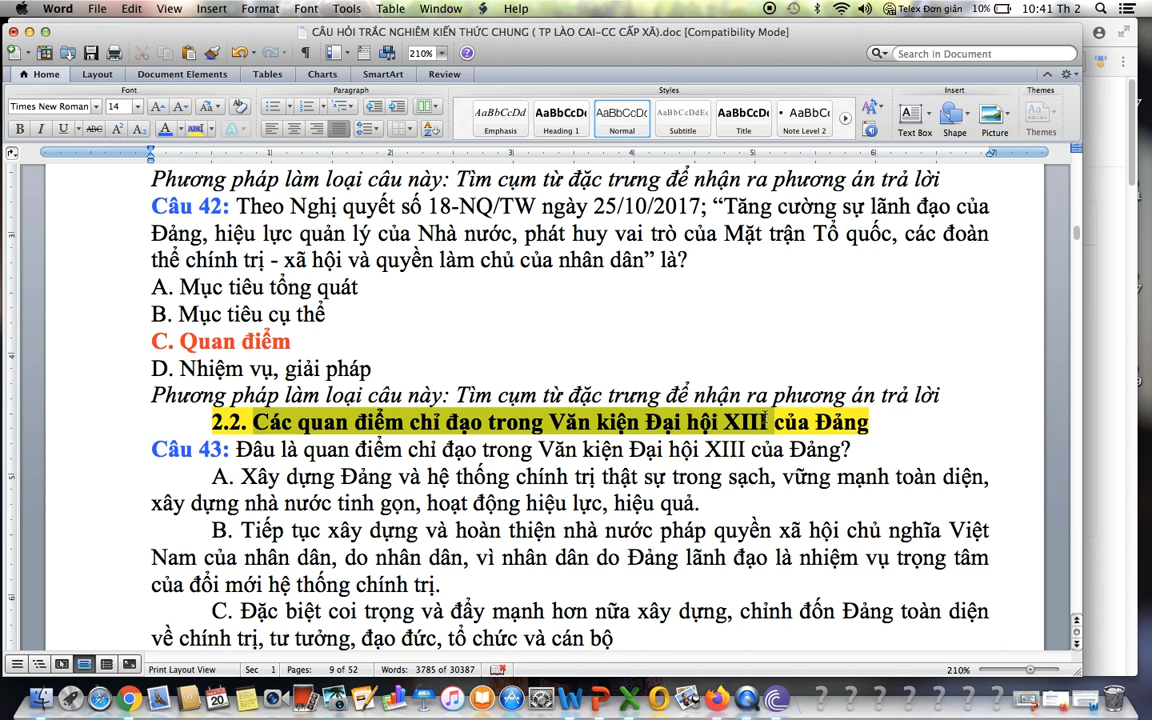 Word File Edit View Insert Format Font Tools Table Window Help Telex Đơn giản 10% 10:41 Th 2
CÂU HỎI TRẮC NGHIÊM KIẾN THỨC CHUNG ( TP LÀO CAI-CC CẤP XÃ).doc [Compatibility Mode]
210% Search in Document
Home Layout Document Elements Tables Charts SmartArt Review
Font Paragraph Styles Insert Themes
Times New Roman 14
AaBbCcDd AaBbCcDc AaBbCcDc AaBbCcDdEc AaBbCcDc • AaBbCc
Emphasis Heading 1 Normal Subtitle Title Note Level 2 Text Box Shape Picture Themes
Phương pháp làm loại câu này: Tìm cụm từ đặc trưng để nhận ra phương án trả lời
Câu 42: Theo Nghị quyết số 18-NQ/TW ngày 25/10/2017; “Tăng cường sự lãnh đạo của
Đảng, hiệu lực quản lý của Nhà nước, phát huy vai trò của Mặt trận Tổ quốc, các đoàn
thể chính trị - xã hội và quyền làm chủ của nhân dân” là?
A. Mục tiêu tổng quát
B. Mục tiêu cụ thể
C. Quan điểm
D. Nhiệm vụ, giải pháp
Phương pháp làm loại câu này: Tìm cụm từ đặc trưng để nhận ra phương án trả lời
2.2. Các quan điểm chỉ đạo trong Văn kiện Đại hội XIII của Đảng
Câu 43: Đâu là quan điểm chỉ đạo trong Văn kiện Đại hội XIII của Đảng?
A. Xây dựng Đảng và hệ thống chính trị thật sự trong sạch, vững mạnh toàn diện,
xây dựng nhà nước tinh gọn, hoạt động hiệu lực, hiệu quả.
B. Tiếp tục xây dựng và hoàn thiện nhà nước pháp quyền xã hội chủ nghĩa Việt
Nam của nhân dân, do nhân dân, vì nhân dân do Đảng lãnh đạo là nhiệm vụ trọng tâm
của đổi mới hệ thống chính trị.
C. Đặc biệt coi trọng và đẩy mạnh hơn nữa xây dựng, chỉnh đốn Đảng toàn diện
về chính trị, tư tưởng, đạo đức, tổ chức và cán bộ
Print Layout View Sec 1 Pages: 9 of 52 Words: 3785 of 30387 210%